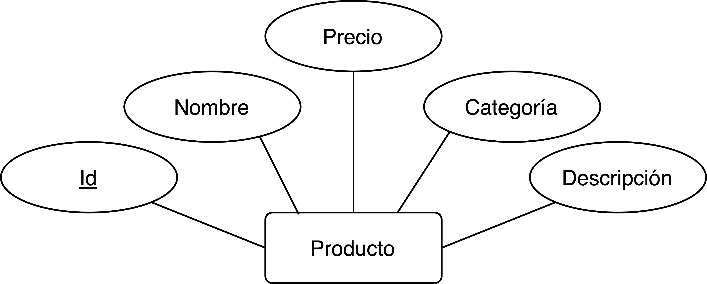 Precio
Nombre
Categoría
Id
Descripción
Producto